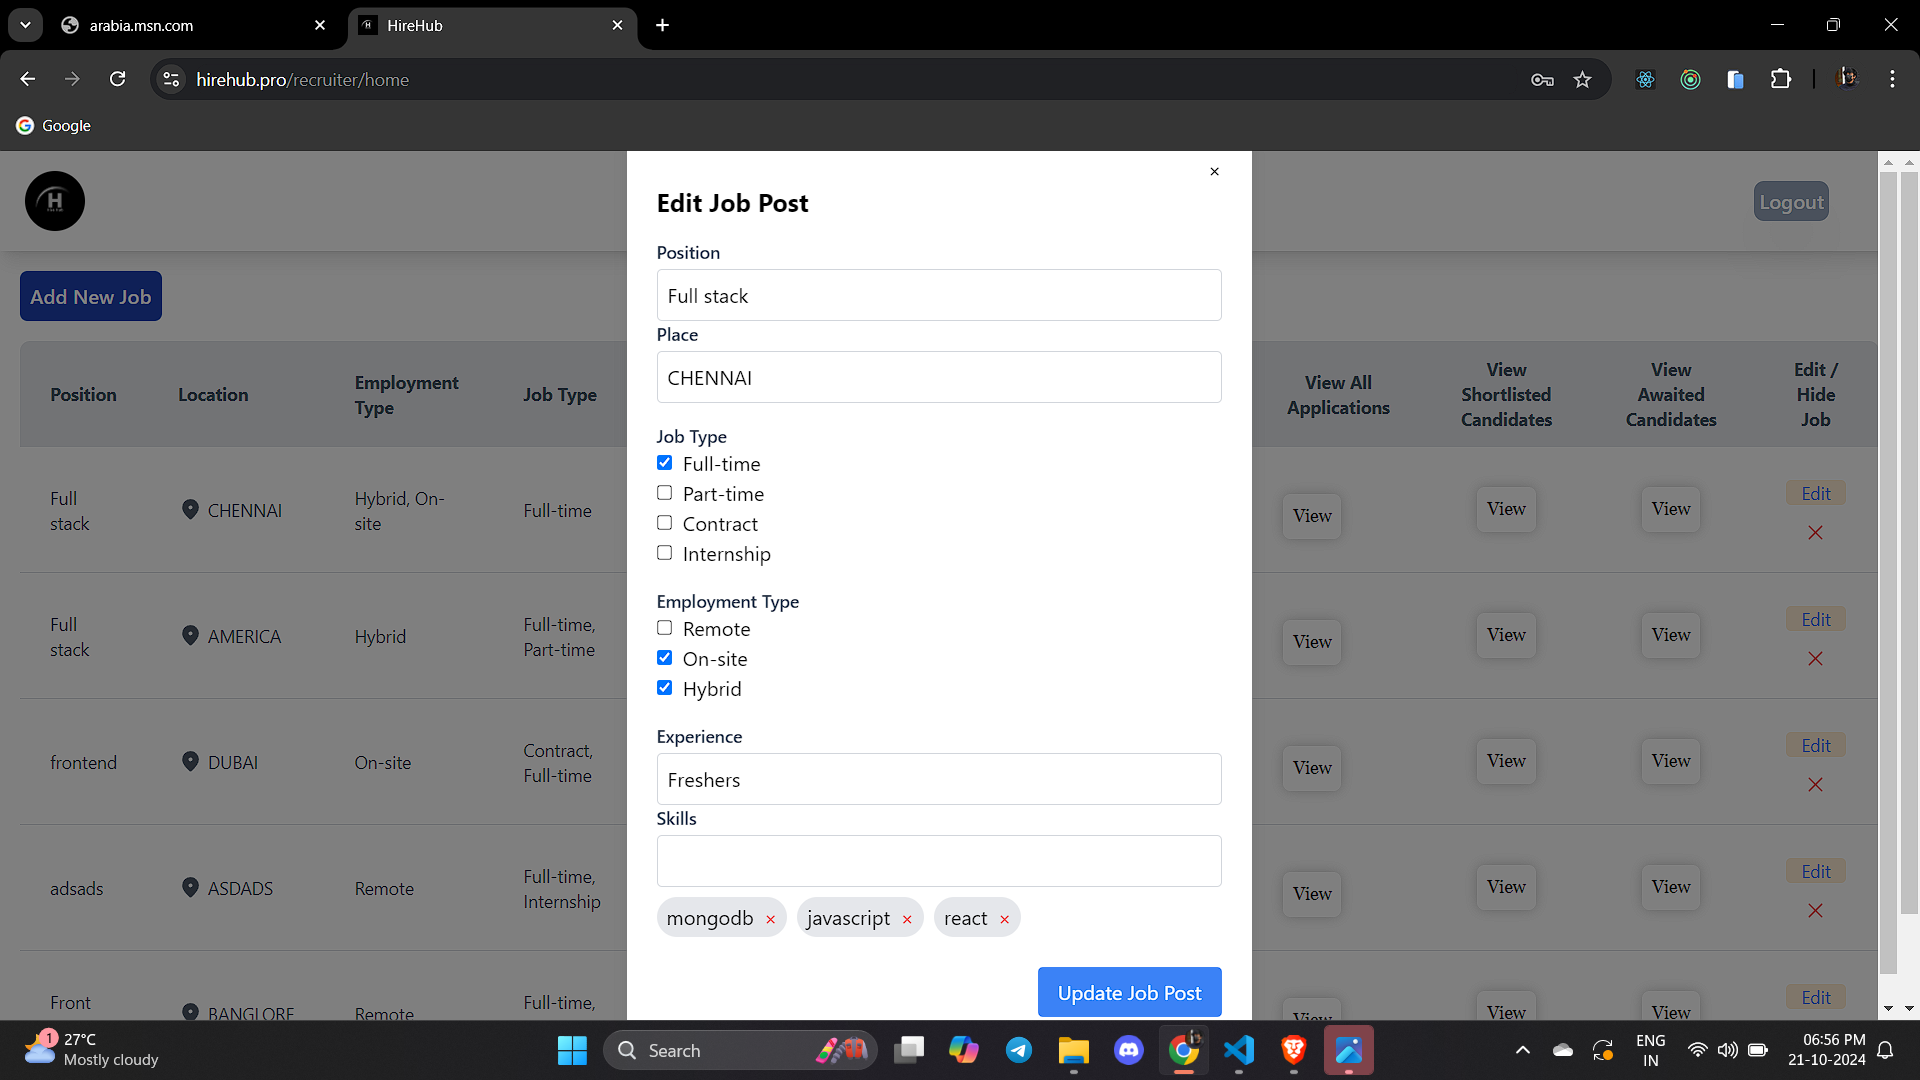 arabia.msn.com
HireHub
hirehub.pro/recruiter/home
Google
H
Logout
Add New Job
Position
Location
Employment
Type
Job Type
View All
Applications
View
Shortlisted
Candidates
View
Awaited
Candidates
Edit /
Hide
Job
Full
stack
CHENNAI
Hybrid, On-
site
Full-time
View
View
View
Edit
Full
stack
AMERICA
Hybrid
Full-time,
Part-time
View
View
View
Edit
frontend
DUBAI
On-site
Contract,
Full-time
View
View
View
Edit
adsads
ASDADS
Remote
Full-time,
Internship
View
View
View
Edit
Front
BANGLORE
Remote
Full-time,
View
View
View
Edit
Edit Job Post
Position
Full stack
Place
CHENNAI
Job Type
Full-time
Part-time
Contract
Internship
Employment Type
Remote
On-site
Hybrid
Experience
Freshers
Skills
mongodb ×
javascript ×
react ×
Update Job Post
1
27°C
Mostly cloudy
Search
ENG
IN
06:56 PM
21-10-2024